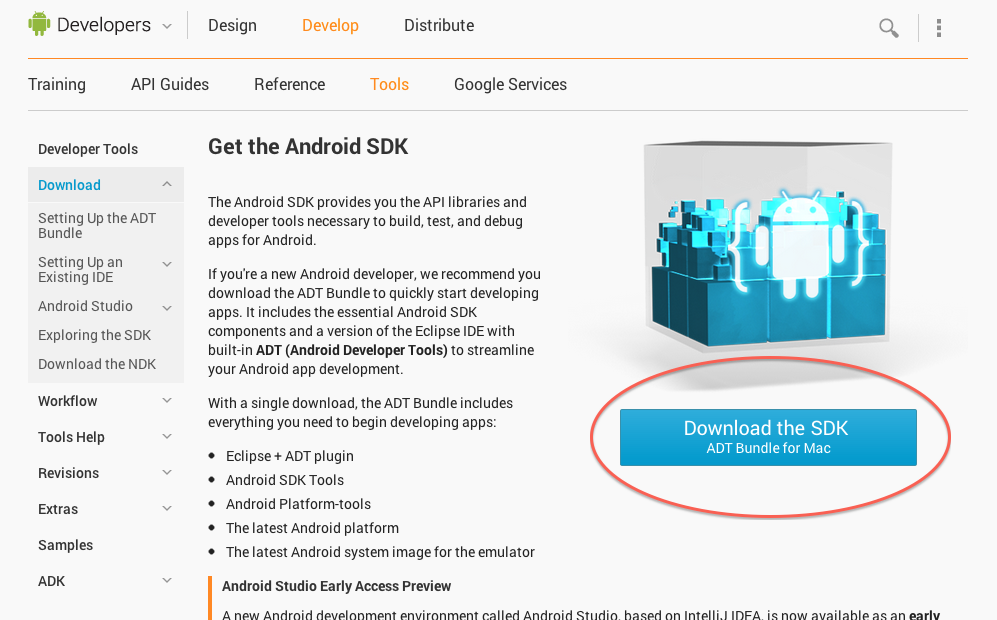 Developers Design Develop Distribute
Training API Guides Reference Tools Google Services
Developer Tools
Download
Setting Up the ADT
Bundle
Setting Up an
Existing IDE
Android Studio
Exploring the SDK
Download the NDK
Workflow
Tools Help
Revisions
Extras
Samples
ADK
Get the Android SDK
The Android SDK provides you the API libraries and
developer tools necessary to build, test, and debug
apps for Android.
If you're a new Android developer, we recommend you
download the ADT Bundle to quickly start developing
apps. It includes the essential Android SDK
components and a version of the Eclipse IDE with
built-in ADT (Android Developer Tools) to streamline
your Android app development.
With a single download, the ADT Bundle includes
everything you need to begin developing apps:
• Eclipse + ADT plugin
• Android SDK Tools
• Android Platform-tools
• The latest Android platform
• The latest Android system image for the emulator
Android Studio Early Access Preview
A new Android development environment called Android Studio, based on IntelliJ IDEA, is now available as an early
{ }
Download the SDK
ADT Bundle for Mac